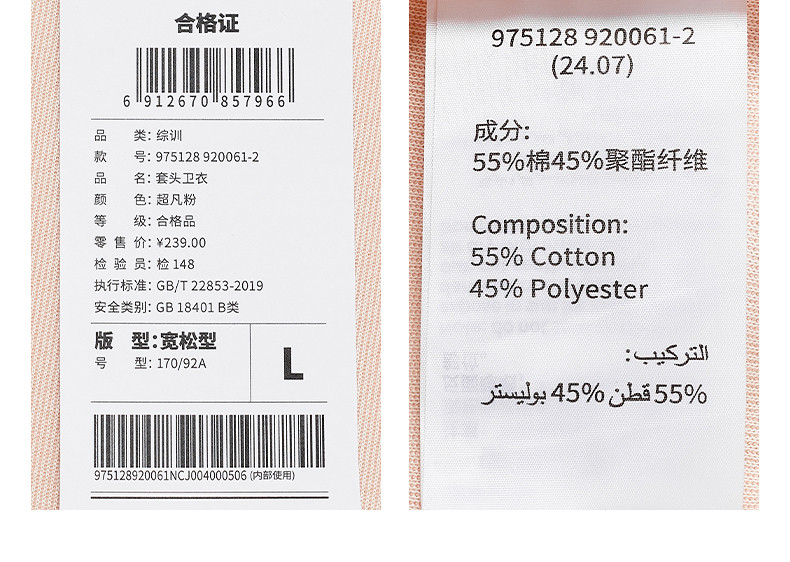 合格证
6 912670 857966
品 类: 综训
款 号: 975128 920061-2
品 名: 套头卫衣
颜 色: 超凡粉
等 级: 合格品
零 售 价: ¥239.00
检 验 员: 检 148
执行标准: GB/T 22853-2019
安全类别: GB 18401 B类
版 型: 宽松型
号 型: 170/92A
L
975128920061NCJ004000506 (内部使用)
975128 920061-2
(24.07)
成分:
55%棉45%聚酯纤维
Composition:
55% Cotton
45% Polyester
التركيب:
55% قطن 45% بوليستر